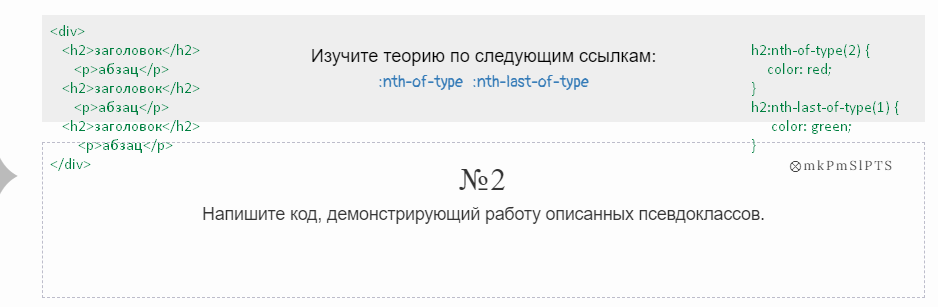 <div>
<h2>заголовок</h2>
<p>абзац</p>
<h2>заголовок</h2>
<p>абзац</p>
<h2>заголовок</h2>
<p>абзац</p>
</div>
Изучите теорию по следующим ссылкам:
:nth-of-type :nth-last-of-type
h2:nth-of-type(2) {
color: red;
}
h2:nth-last-of-type(1) {
color: green;
}
⊗mkPmSlPTS
№2
Напишите код, демонстрирующий работу описанных псевдоклассов.